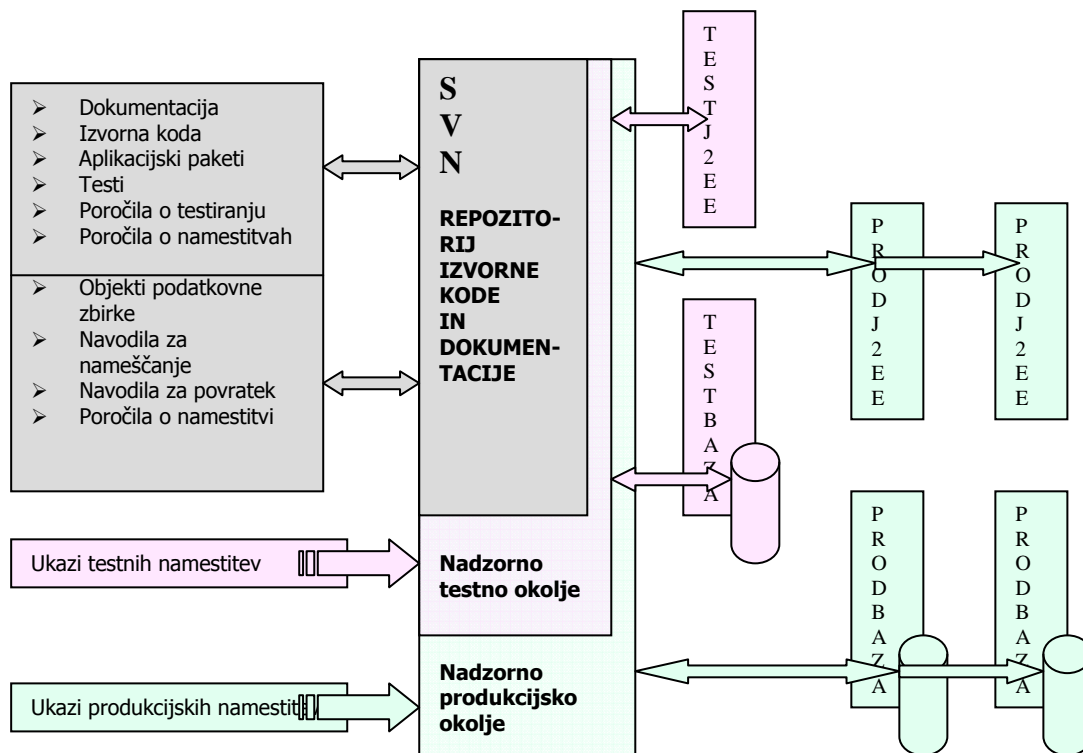 Dokumentacija
Izvorna koda
Aplikacijski paketi
Testi
Poročila o testiranju
Poročila o namestitvah
Objekti podatkovne
zbirke
Navodila za
nameščanje
Navodila za povratek
Poročila o namestitvi
Ukazi testnih namestitev
Ukazi produkcijskih namestitev
S
V
N
REPOZITO-
RIJ
IZVORNE
KODE
IN
DOKUMEN-
TACIJE
Nadzorno
testno okolje
Nadzorno
produkcijsko
okolje
TESTJ2EE
TESTBAZA
PRODJ2EE
PRODJ2EE
PRODBAZA
PRODBAZA